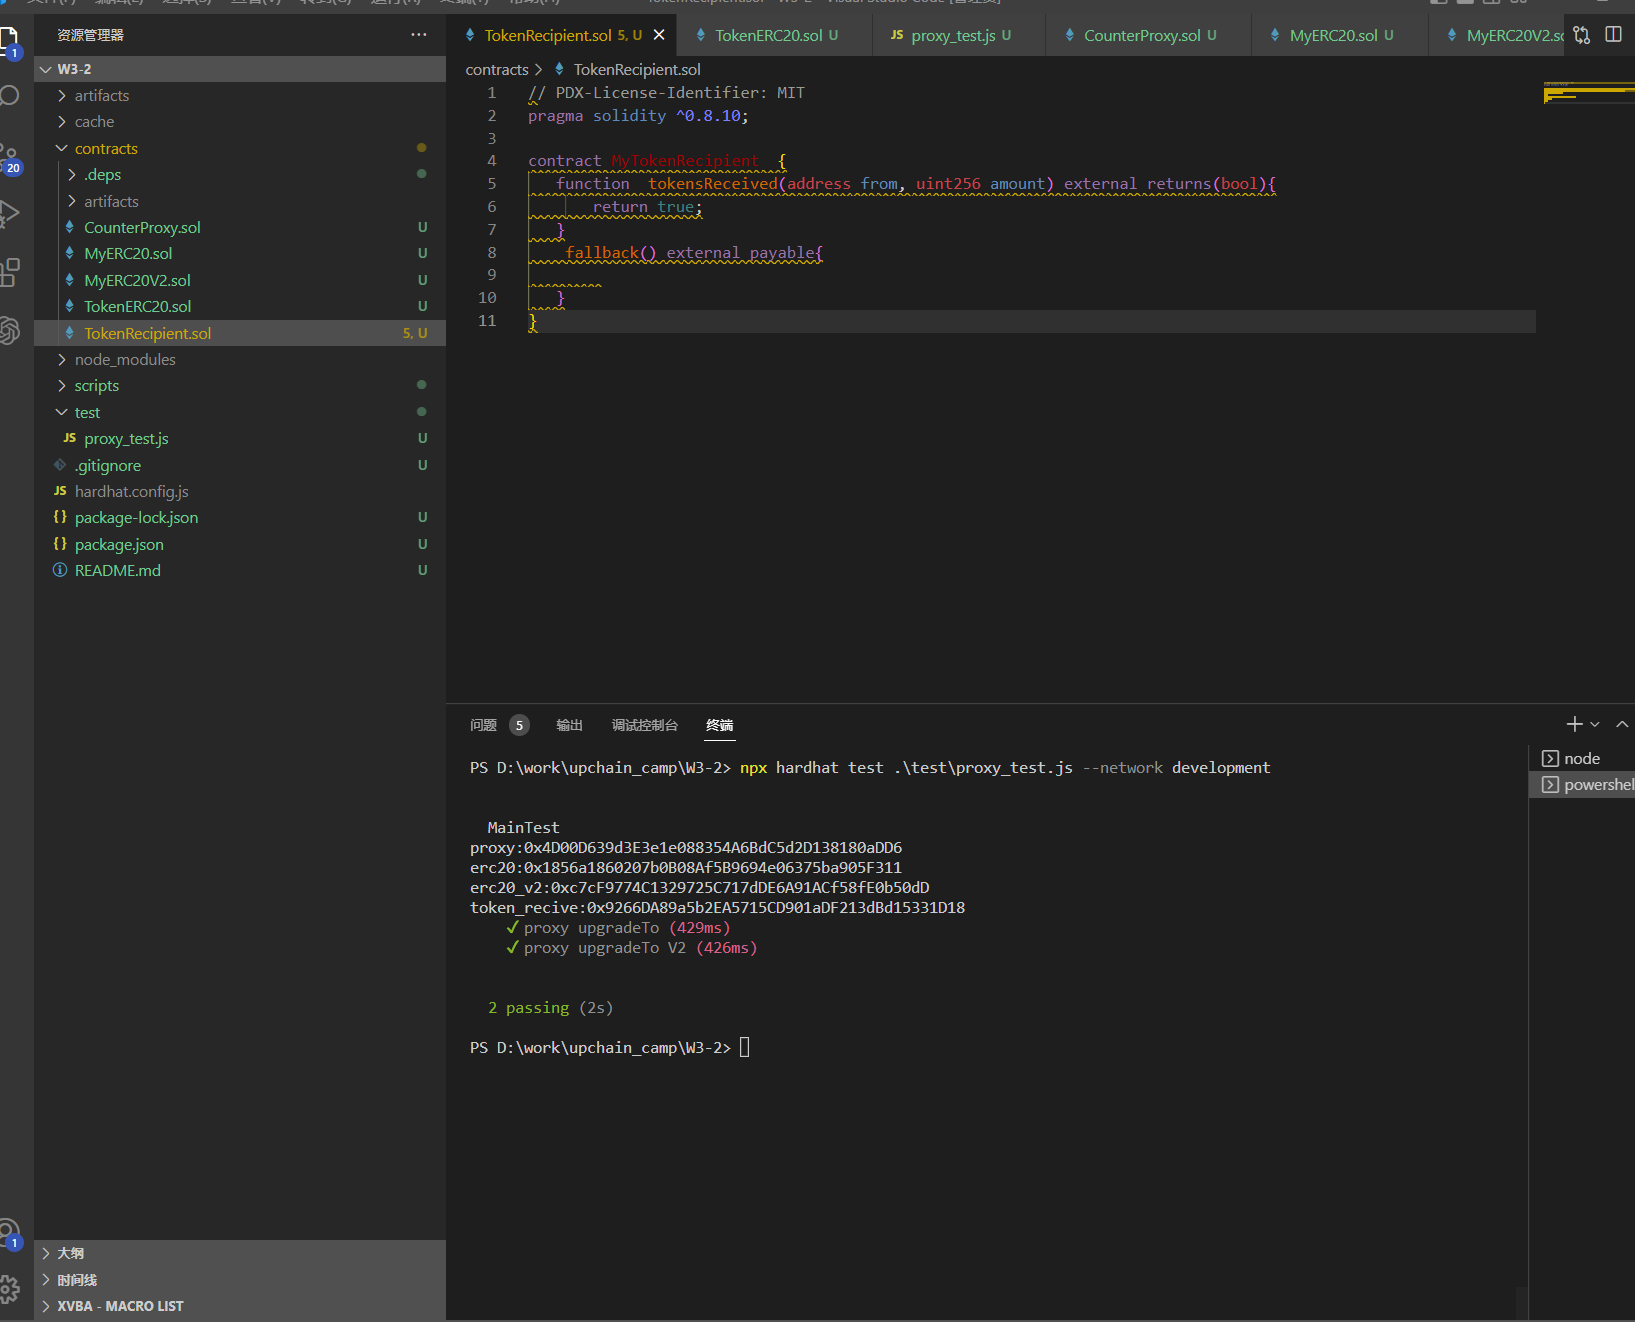 资源管理器
W3-2
artifacts
cache
contracts
.deps
artifacts
CounterProxy.sol U
MyERC20.sol U
MyERC20V2.sol U
TokenERC20.sol U
TokenRecipient.sol 5, U
node_modules
scripts
test
JS proxy_test.js U
.gitignore U
JS hardhat.config.js
{} package-lock.json U
{} package.json U
README.md U
大纲
时间线
XVBA - MACRO LIST
1
20
1
TokenRecipient.sol 5, U
TokenERC20.sol U
JS proxy_test.js U
CounterProxy.sol U
MyERC20.sol U
MyERC20V2.so
contracts > TokenRecipient.sol
1 // PDX-License-Identifier: MIT
2 pragma solidity ^0.8.10;
3
4 contract MyTokenRecipient {
5 function tokensReceived(address from, uint256 amount) external returns(bool){
6 return true;
7 }
8 fallback() external payable{
9
10 }
11 }
问题 5 输出 调试控制台 终端
PS D:\work\upchain_camp\W3-2> npx hardhat test .\test\proxy_test.js --network development
MainTest
proxy:0x4D00D639d3E3e1e088354A6BdC5d2D138180aDD6
erc20:0x1856a1860207b0B08Af5B9694e06375ba905F311
erc20_v2:0xc7cF9774C1329725C717dDE6A91ACf58fE0b50dD
token_recive:0x9266DA89a5b2EA5715CD901aDF213dBd15331D18
✓ proxy upgradeTo (429ms)
✓ proxy upgradeTo V2 (426ms)
2 passing (2s)
PS D:\work\upchain_camp\W3-2>
node
powershel